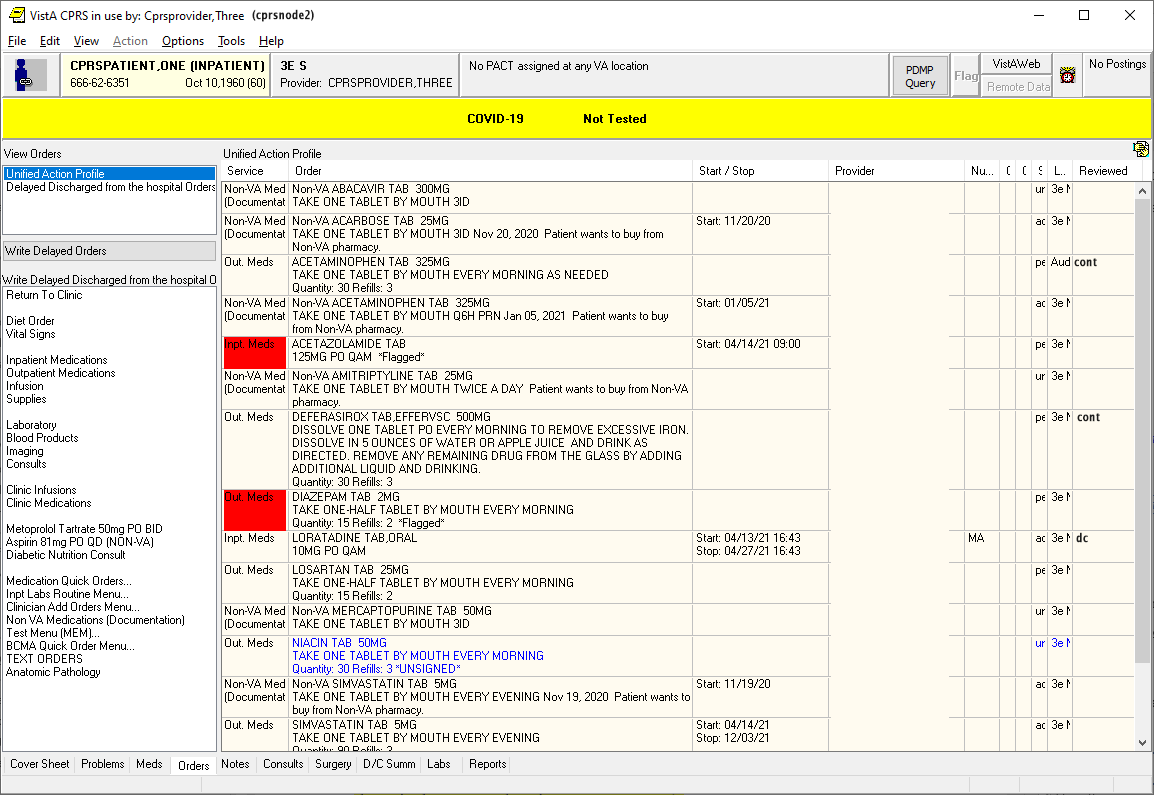 VistA CPRS in use by: Cprsprovider,Three (cprsnode2)
File Edit View Action Options Tools Help
CPRSPATIENT,ONE (INPATIENT)
666-62-6351 Oct 10,1960 (60)
3E S
Provider: CPRSPROVIDER,THREE
No PACT assigned at any VA location
PDMP
Query
Flag
VistAWeb
Remote Data
No Postings
COVID-19 Not Tested
View Orders
Unified Action Profile
Delayed Discharged from the hospital Orders
Write Delayed Orders
Write Delayed Discharged from the hospital O
Return To Clinic
Diet Order
Vital Signs
Inpatient Medications
Outpatient Medications
Infusion
Supplies
Laboratory
Blood Products
Imaging
Consults
Clinic Infusions
Clinic Medications
Metoprolol Tartrate 50mg PO BID
Aspirin 81mg PO QD (NON-VA)
Diabetic Nutrition Consult
Medication Quick Orders...
Inpt Labs Routine Menu...
Clinician Add Orders Menu...
Non VA Medications (Documentation)
Test Menu (MEM)...
BCMA Quick Order Menu...
TEXT ORDERS
Anatomic Pathology
Unified Action Profile
Service Order Start / Stop Provider Nu... C C S L... Reviewed
Non-VA Med Non-VA ABACAVIR TAB 300MG ur 3e N
(Documentat TAKE ONE TABLET BY MOUTH 3ID
Non-VA Med Non-VA ACARBOSE TAB 25MG Start: 11/20/20 ac 3e N
(Documentat TAKE ONE TABLET BY MOUTH 3ID Nov 20, 2020 Patient wants to buy from
Non-VA pharmacy.
Out. Meds ACETAMINOPHEN TAB 325MG pe Aud cont
TAKE ONE TABLET BY MOUTH EVERY MORNING AS NEEDED
Quantity: 30 Refills: 3
Non-VA Med Non-VA ACETAMINOPHEN TAB 325MG Start: 01/05/21 ac 3e N
(Documentat TAKE ONE TABLET BY MOUTH Q6H PRN Jan 05, 2021 Patient wants to buy
from Non-VA pharmacy.
Inpt. Meds ACETAZOLAMIDE TAB Start: 04/14/21 09:00 pe 3e N
125MG PO QAM *Flagged*
Non-VA Med Non-VA AMITRIPTYLINE TAB 25MG ur 3e N
(Documentat TAKE ONE TABLET BY MOUTH TWICE A DAY Patient wants to buy from Non-VA
pharmacy.
Out. Meds DEFERASIROX TAB,EFFERVSC 500MG pe 3e N cont
DISSOLVE ONE TABLET PO EVERY MORNING TO REMOVE EXCESSIVE IRON.
DISSOLVE IN 5 OUNCES OF WATER OR APPLE JUICE AND DRINK AS
DIRECTED. REMOVE ANY REMAINING DRUG FROM THE GLASS BY ADDING
ADDITIONAL LIQUID AND DRINKING.
Quantity: 30 Refills: 3
Out. Meds DIAZEPAM TAB 2MG pe 3e N
TAKE ONE-HALF TABLET BY MOUTH EVERY MORNING
Quantity: 15 Refills: 2 *Flagged*
Inpt. Meds LORATADINE TAB,ORAL Start: 04/13/21 16:43 MA ac 3e N dc
10MG PO QAM Stop: 04/27/21 16:43
Out. Meds LOSARTAN TAB 25MG pe 3e N
TAKE ONE-HALF TABLET BY MOUTH EVERY MORNING
Quantity: 15 Refills: 2
Non-VA Med Non-VA MERCAPTOPURINE TAB 50MG ur 3e N
(Documentat TAKE ONE TABLET BY MOUTH 3ID
Out. Meds NIACIN TAB 50MG ur 3e N
TAKE ONE TABLET BY MOUTH EVERY MORNING
Quantity: 30 Refills: 3 *UNSIGNED*
Non-VA Med Non-VA SIMVASTATIN TAB 5MG Start: 11/19/20 ac 3e N
(Documentat TAKE ONE TABLET BY MOUTH EVERY EVENING Nov 19, 2020 Patient wants to
buy from Non-VA pharmacy.
Out. Meds SIMVASTATIN TAB 5MG Start: 04/14/21 ac 3e N
TAKE ONE TABLET BY MOUTH EVERY EVENING Stop: 12/03/21
Quantity: 90 Refills: 3
Cover Sheet Problems Meds Orders Notes Consults Surgery D/C Summ Labs Reports